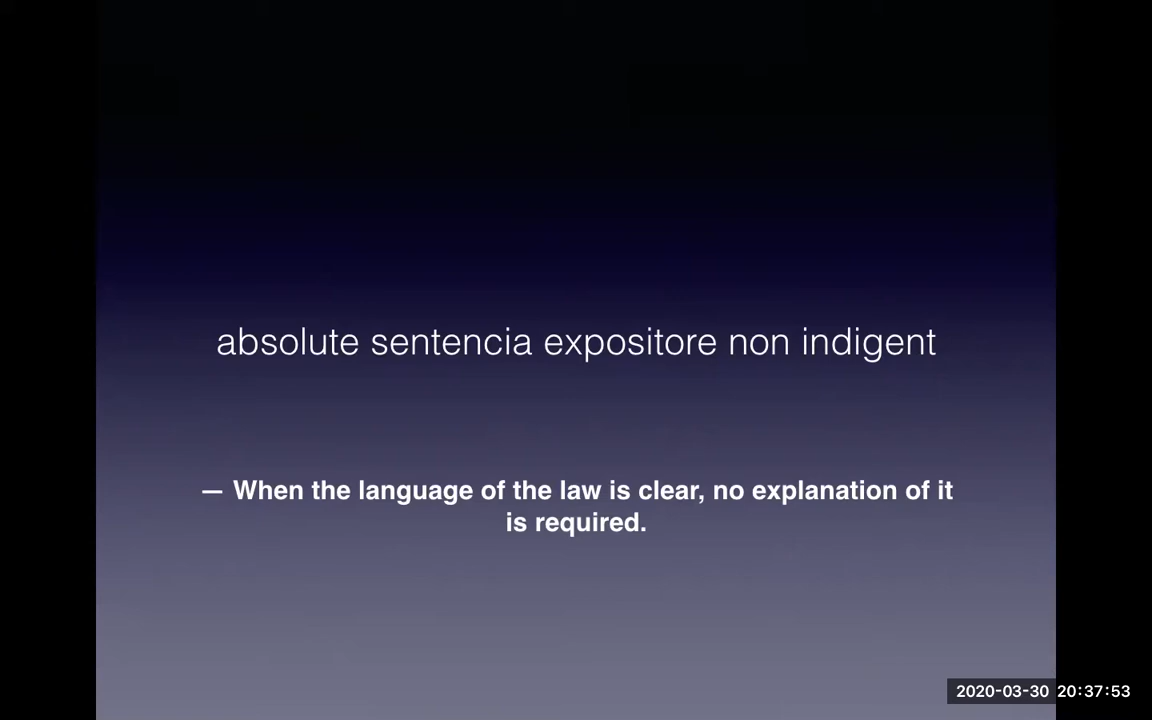 absolute sentencia expositore non indigent
— When the language of the law is clear, no explanation of it
is required.
2020-03-30 20:37:53